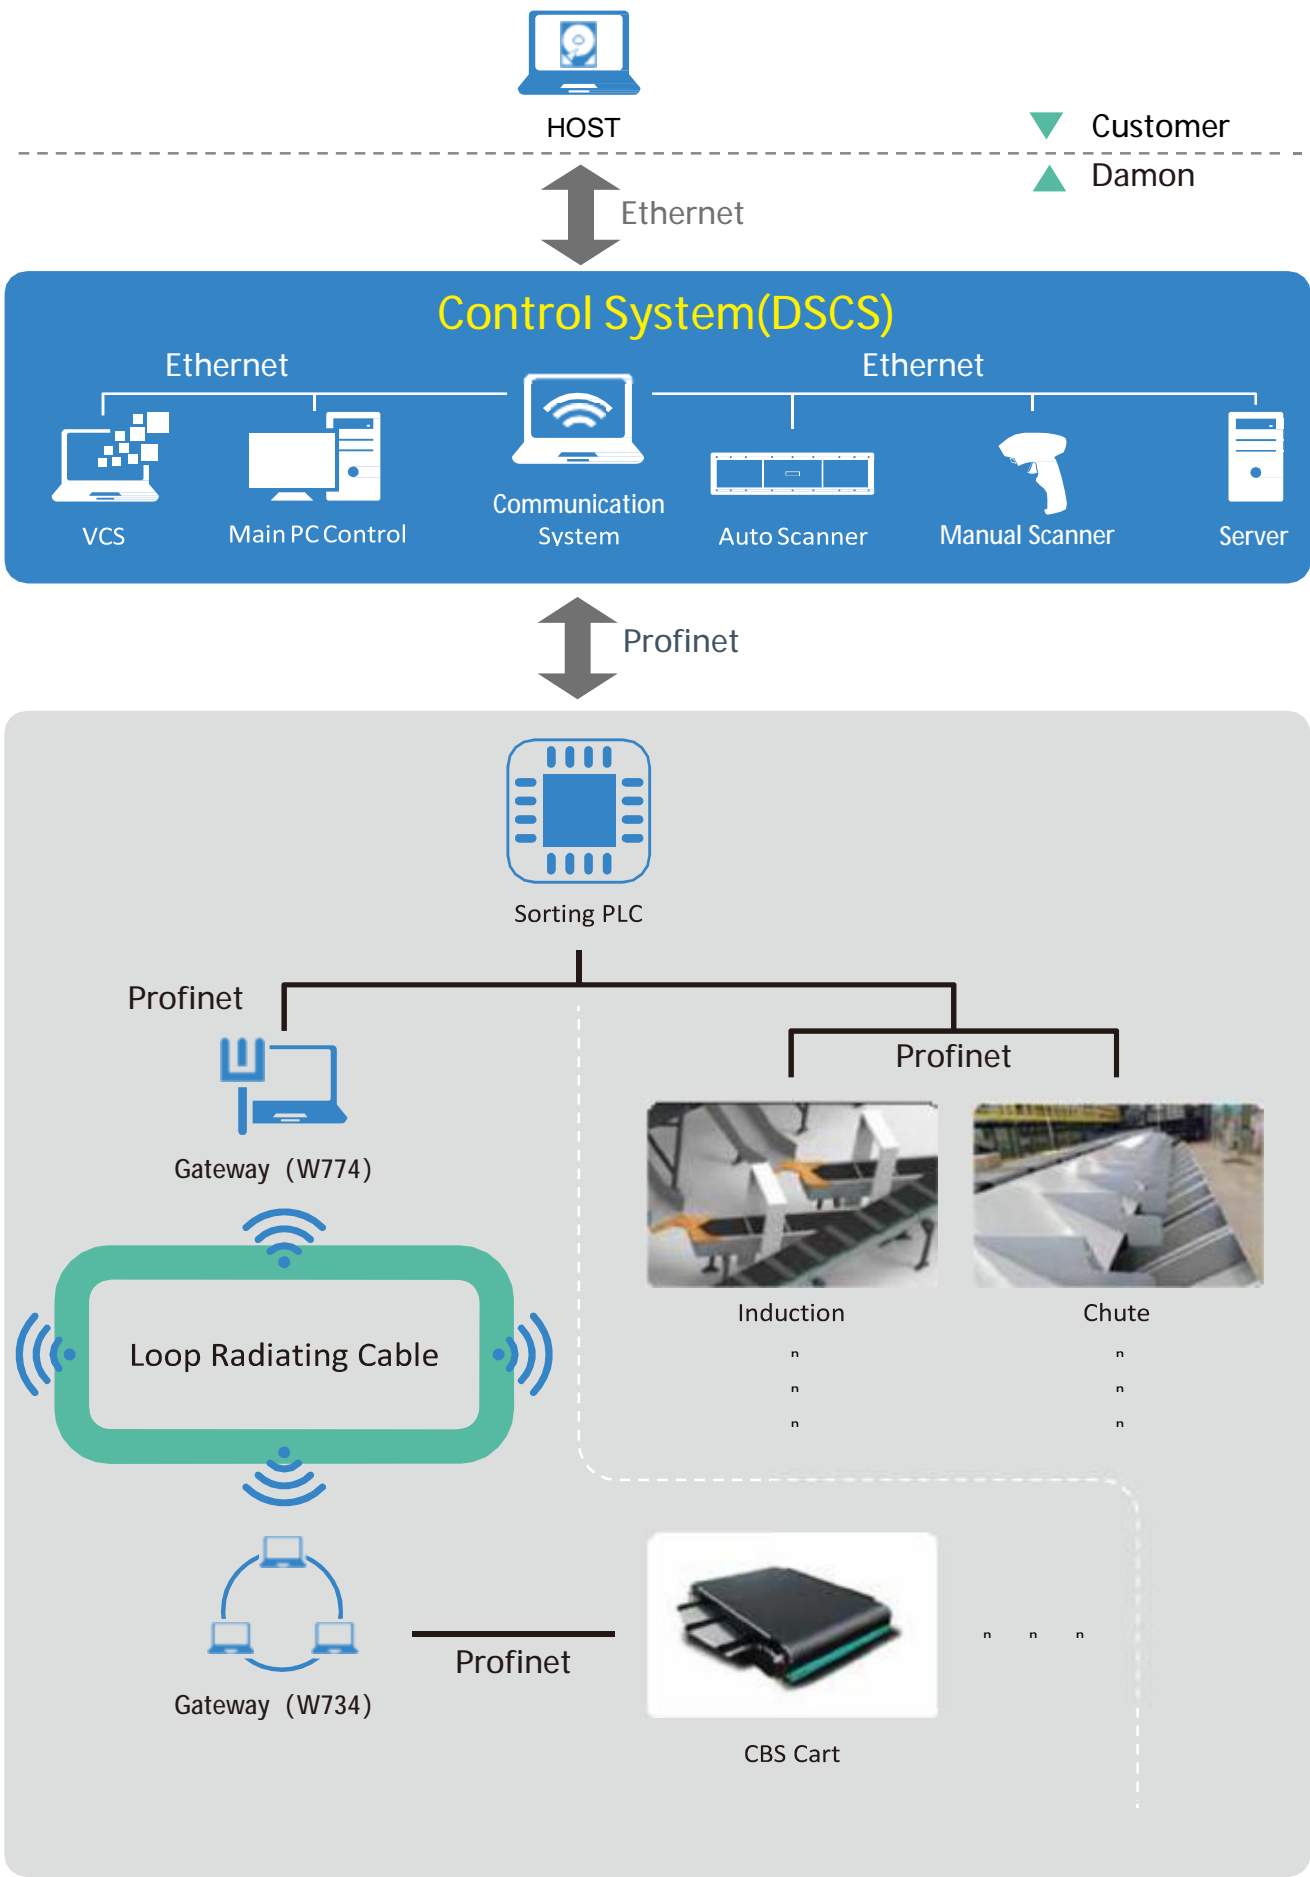 HOST
Customer
Damon
Ethernet
Control System(DSCS)
Ethernet
Ethernet
VCS
Main PC Control
Communication
System
Auto Scanner
Manual Scanner
Server
Profinet
Sorting PLC
Profinet
Profinet
Gateway (W774)
Induction
Chute
n
n
n
n
n
n
Loop Radiating Cable
Profinet
n n n
Gateway (W734)
CBS Cart